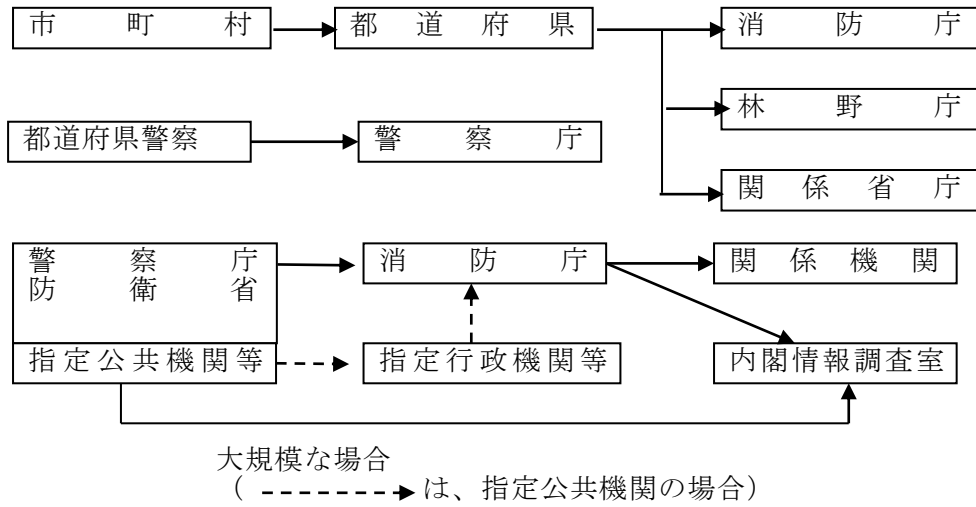 市町村
都道府県
消防庁
林野庁
都道府県警察
警察庁
関係省庁
警察庁
防衛省
消防庁
関係機関
指定公共機関等
指定行政機関等
内閣情報調査室
大規模な場合
( は、指定公共機関の場合)